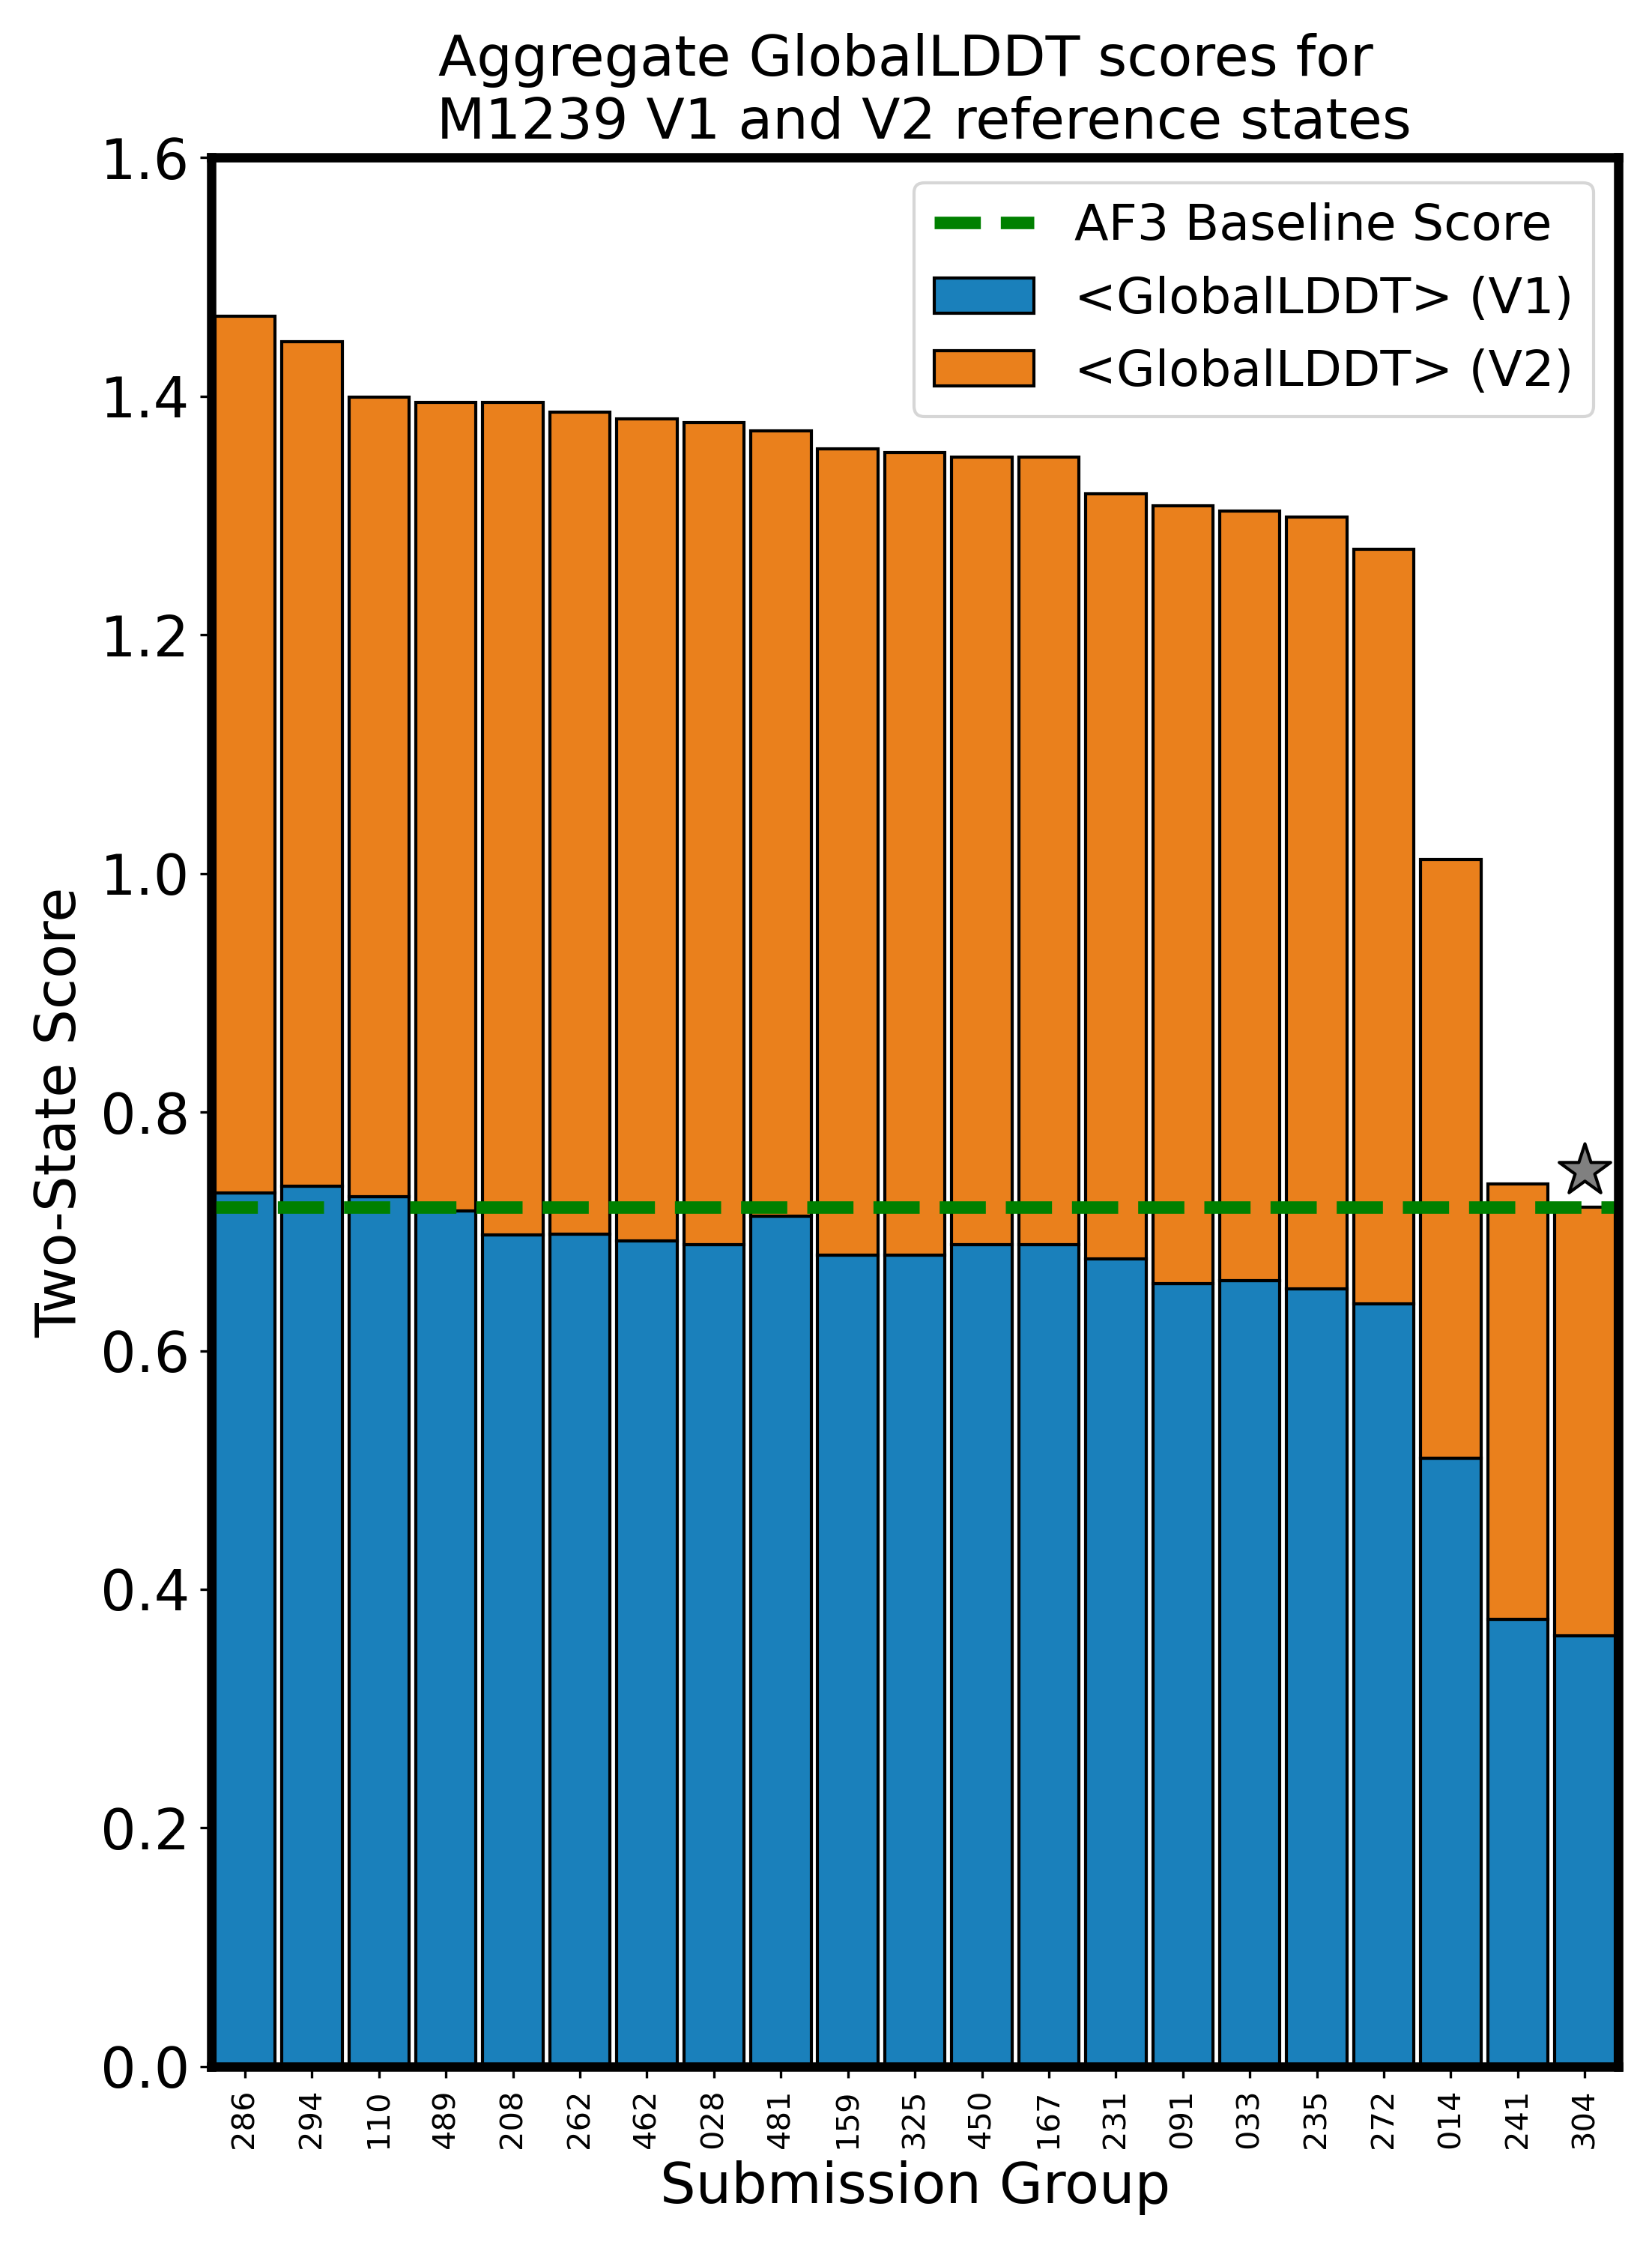 Aggregate GlobalLDDT scores for
M1239 V1 and V2 reference states
1.6
1.4
1.2
1.0
0.8
0.6
0.4
0.2
0.0
Two-State Score
AF3 Baseline Score
<GlobalLDDT> (V1)
<GlobalLDDT> (V2)
286 294 110 489 208 262 462 028 481 159 325 450 167 231 091 033 235 272 014 241 304
Submission Group